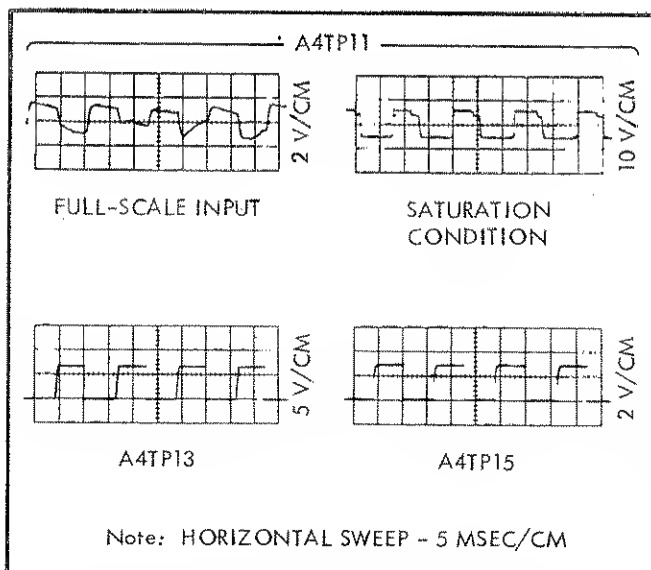 A4TP11
2 V/CM
10 V/CM
FULL-SCALE INPUT
SATURATION
CONDITION
5 V/CM
2 V/CM
A4TP13
A4TP15
Note: HORIZONTAL SWEEP - 5 MSEC/CM